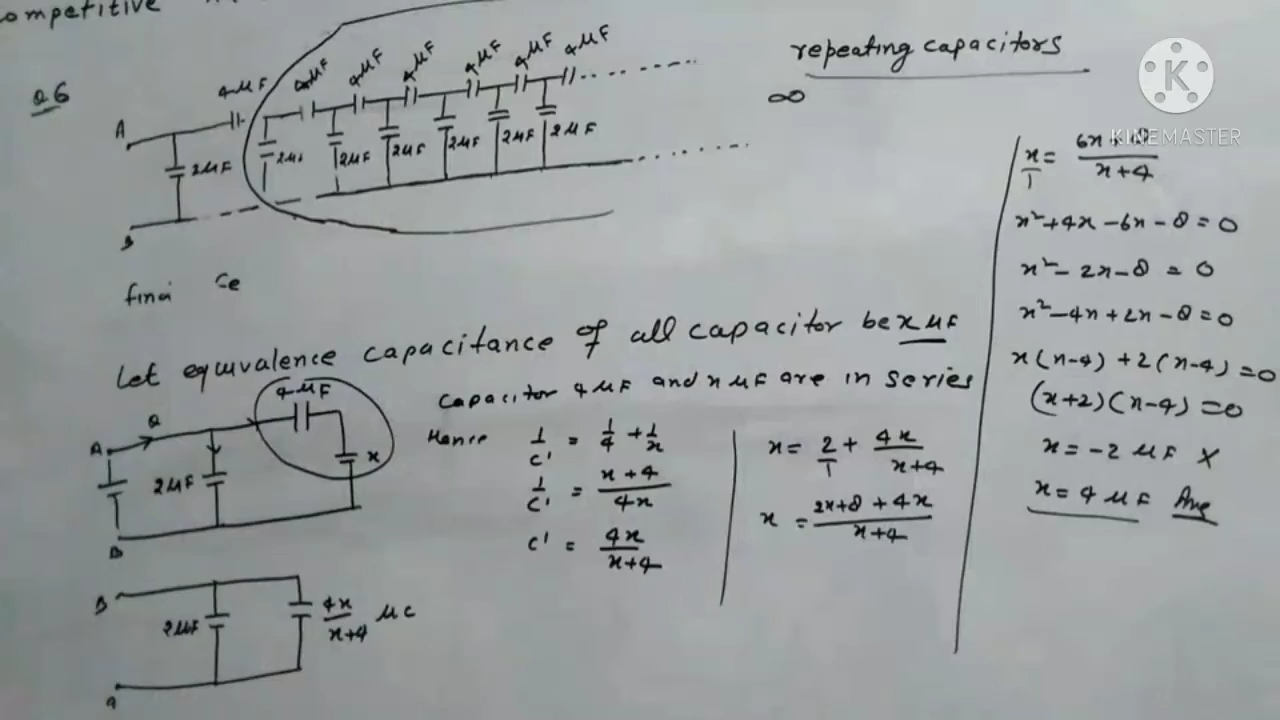 competitive
Q6
A
B
4μF 4μF 4μF 4μF 4μF 4μF 4μF
2μF 2μF 2μF 2μF 2μF 2μF
repeating capacitors
∞
find Ce
Let equivalence capacitance of all capacitor be x μF
A
Q
4μF
x
2μF
B
Capacitor 4μF and x μF are in series
Hence 1/C' = 1/4 + 1/x
1/C' = (x+4)/4x
C' = 4x/(x+4)
B
2μF
4x/(x+4) μC
x = 2/1 + 4x/(x+4)
x = (2x+8+4x)/(x+4)
x/1 = (6x+8)/(x+4)
x²+4x-6x-8=0
x²-2x-8=0
x²-4x+2x-8=0
x(x-4)+2(x-4)=0
(x+2)(x-4)=0
x=-2 μF ×
x=4 μF Ans
K
KINEMASTER